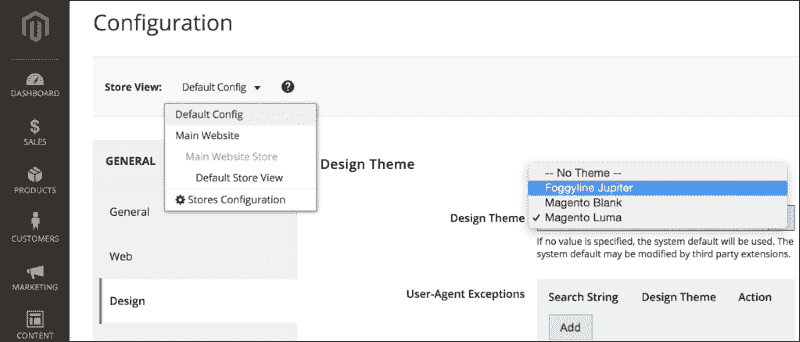 Configuration
Store View: Default Config
Default Config
Main Website
Main Website Store
Default Store View
Stores Configuration
DASHBOARD
SALES
PRODUCTS
CUSTOMERS
MARKETING
CONTENT
GENERAL
General
Web
Design
Design Theme
-- No Theme --
Foggyline Jupiter
Magento Blank
Design Theme ✓ Magento Luma
If no value is specified, the system default will be used. The
system default may be modified by third party extensions.
User-Agent Exceptions
Search String Design Theme Action
Add